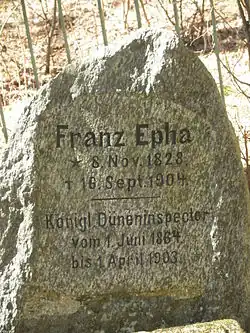 Franz Epha
* 8. Nov. 1828
† 16. Sept. 1904.
Königl. Düneninspector
vom 1. Juni 1864
bis 1. April 1903.